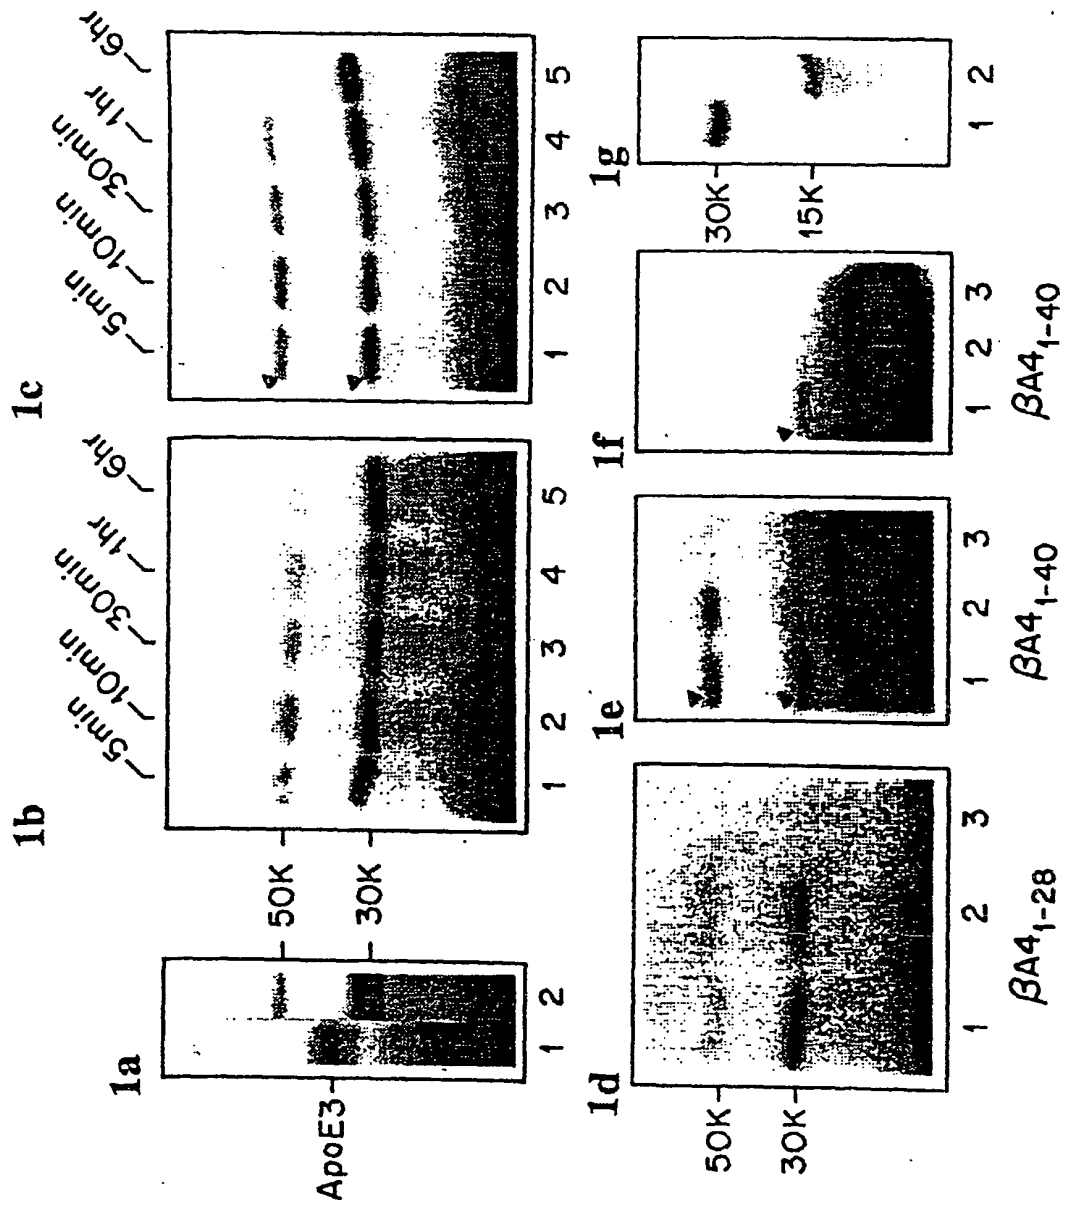 1a
ApoE3
1 2
1b
50K
30K
5min 10min 30min 1hr 6hr
1 2 3 4 5
1c
5min 10min 30min 1hr 6hr
1 2 3 4 5
1d
50K
30K
1 2 3
βA4₁₋₂₈
1e
1 2 3
βA4₁₋₄₀
1f
1 2 3
βA4₁₋₄₀
1g
30K
15K
1 2